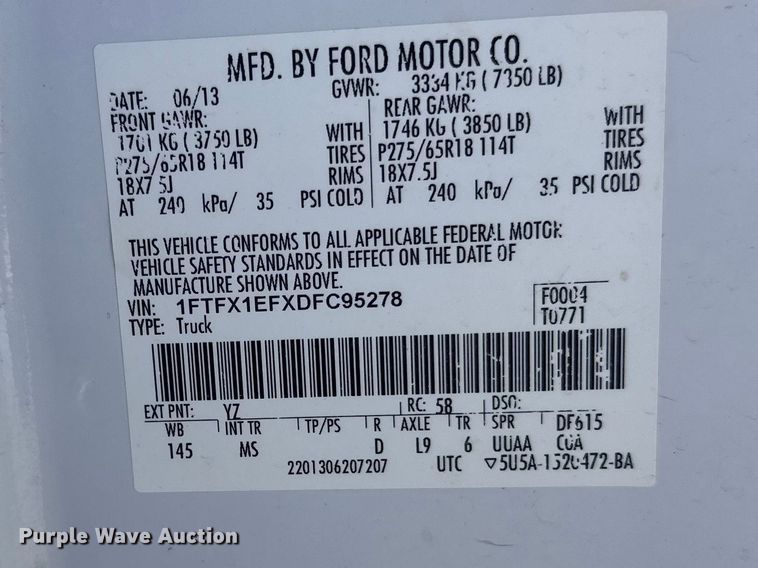 MFD. BY FORD MOTOR CO.
DATE: 06/13
GVWR: 3334 KG ( 7350 LB)
FRONT GAWR:
1701 KG ( 3750 LB)
P275/65R18 114T
18X7.5J
WITH
TIRES
RIMS
AT 240 kPa/ 35 PSI COLD
REAR GAWR:
1746 KG ( 3850 LB)
P275/65R18 114T
18X7.5J
WITH
TIRES
RIMS
AT 240 kPa/ 35 PSI COLD
THIS VEHICLE CONFORMS TO ALL APPLICABLE FEDERAL MOTOR
VEHICLE SAFETY STANDARDS IN EFFECT ON THE DATE OF
MANUFACTURE SHOWN ABOVE.
VIN: 1FTFX1EFXDFC95278
TYPE: Truck
F0004
T0771
EXT PNT: YZ RC: 58 DSO:
WB INT TR TP/PS R AXLE TR SPR DF615
145 MS D L9 6 UUAA
2201306207207 UTC ▽5U5A-1520472-BA
Purple Wave Auction